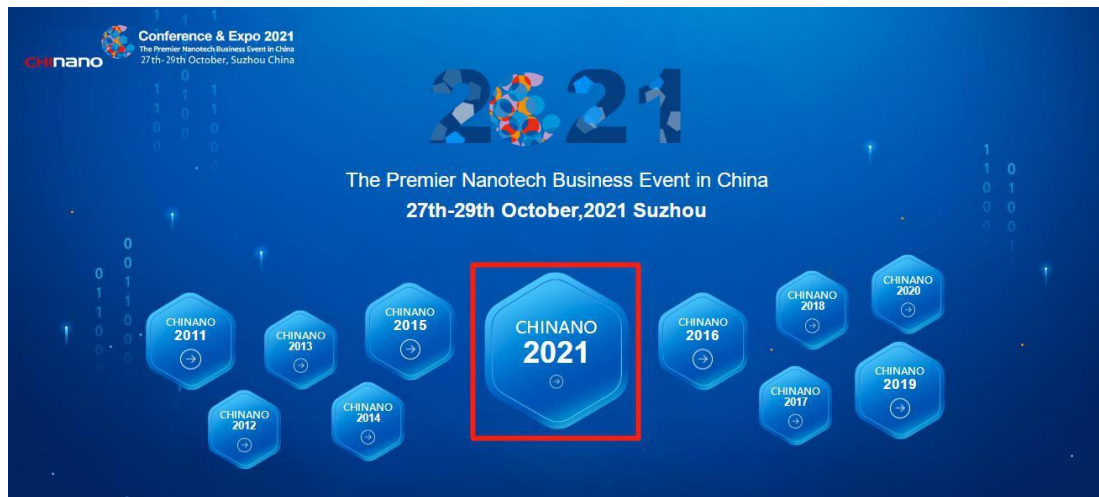 CHInano
Conference & Expo 2021
The Premier Nanotech Business Event in China
27th-29th October, Suzhou China
2021
The Premier Nanotech Business Event in China
27th-29th October,2021 Suzhou
CHINANO
2011
CHINANO
2012
CHINANO
2013
CHINANO
2014
CHINANO
2015
CHINANO
2021
CHINANO
2016
CHINANO
2017
CHINANO
2018
CHINANO
2019
CHINANO
2020